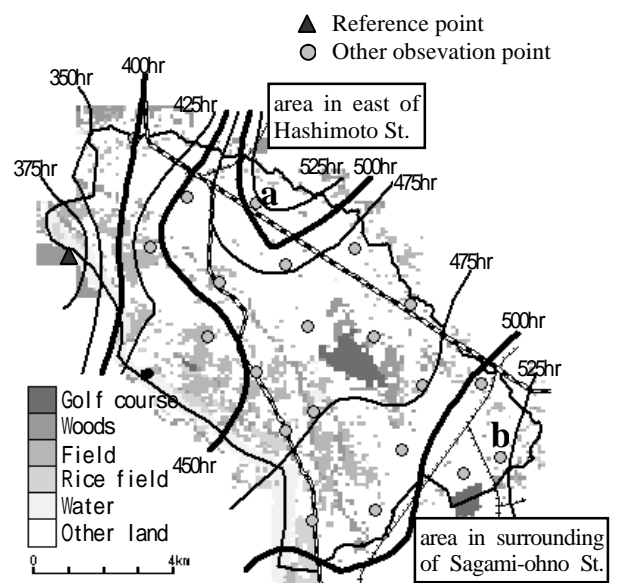 Reference point
Other obsevation point
350hr
400hr
425hr
area in east of
Hashimoto St.
525hr
500hr
475hr
375hr
a
475hr
500hr
525hr
Golf course
Woods
Field
Rice field
Water
Other land
450hr
b
0 4km
area in surrounding
of Sagami-ohno St.